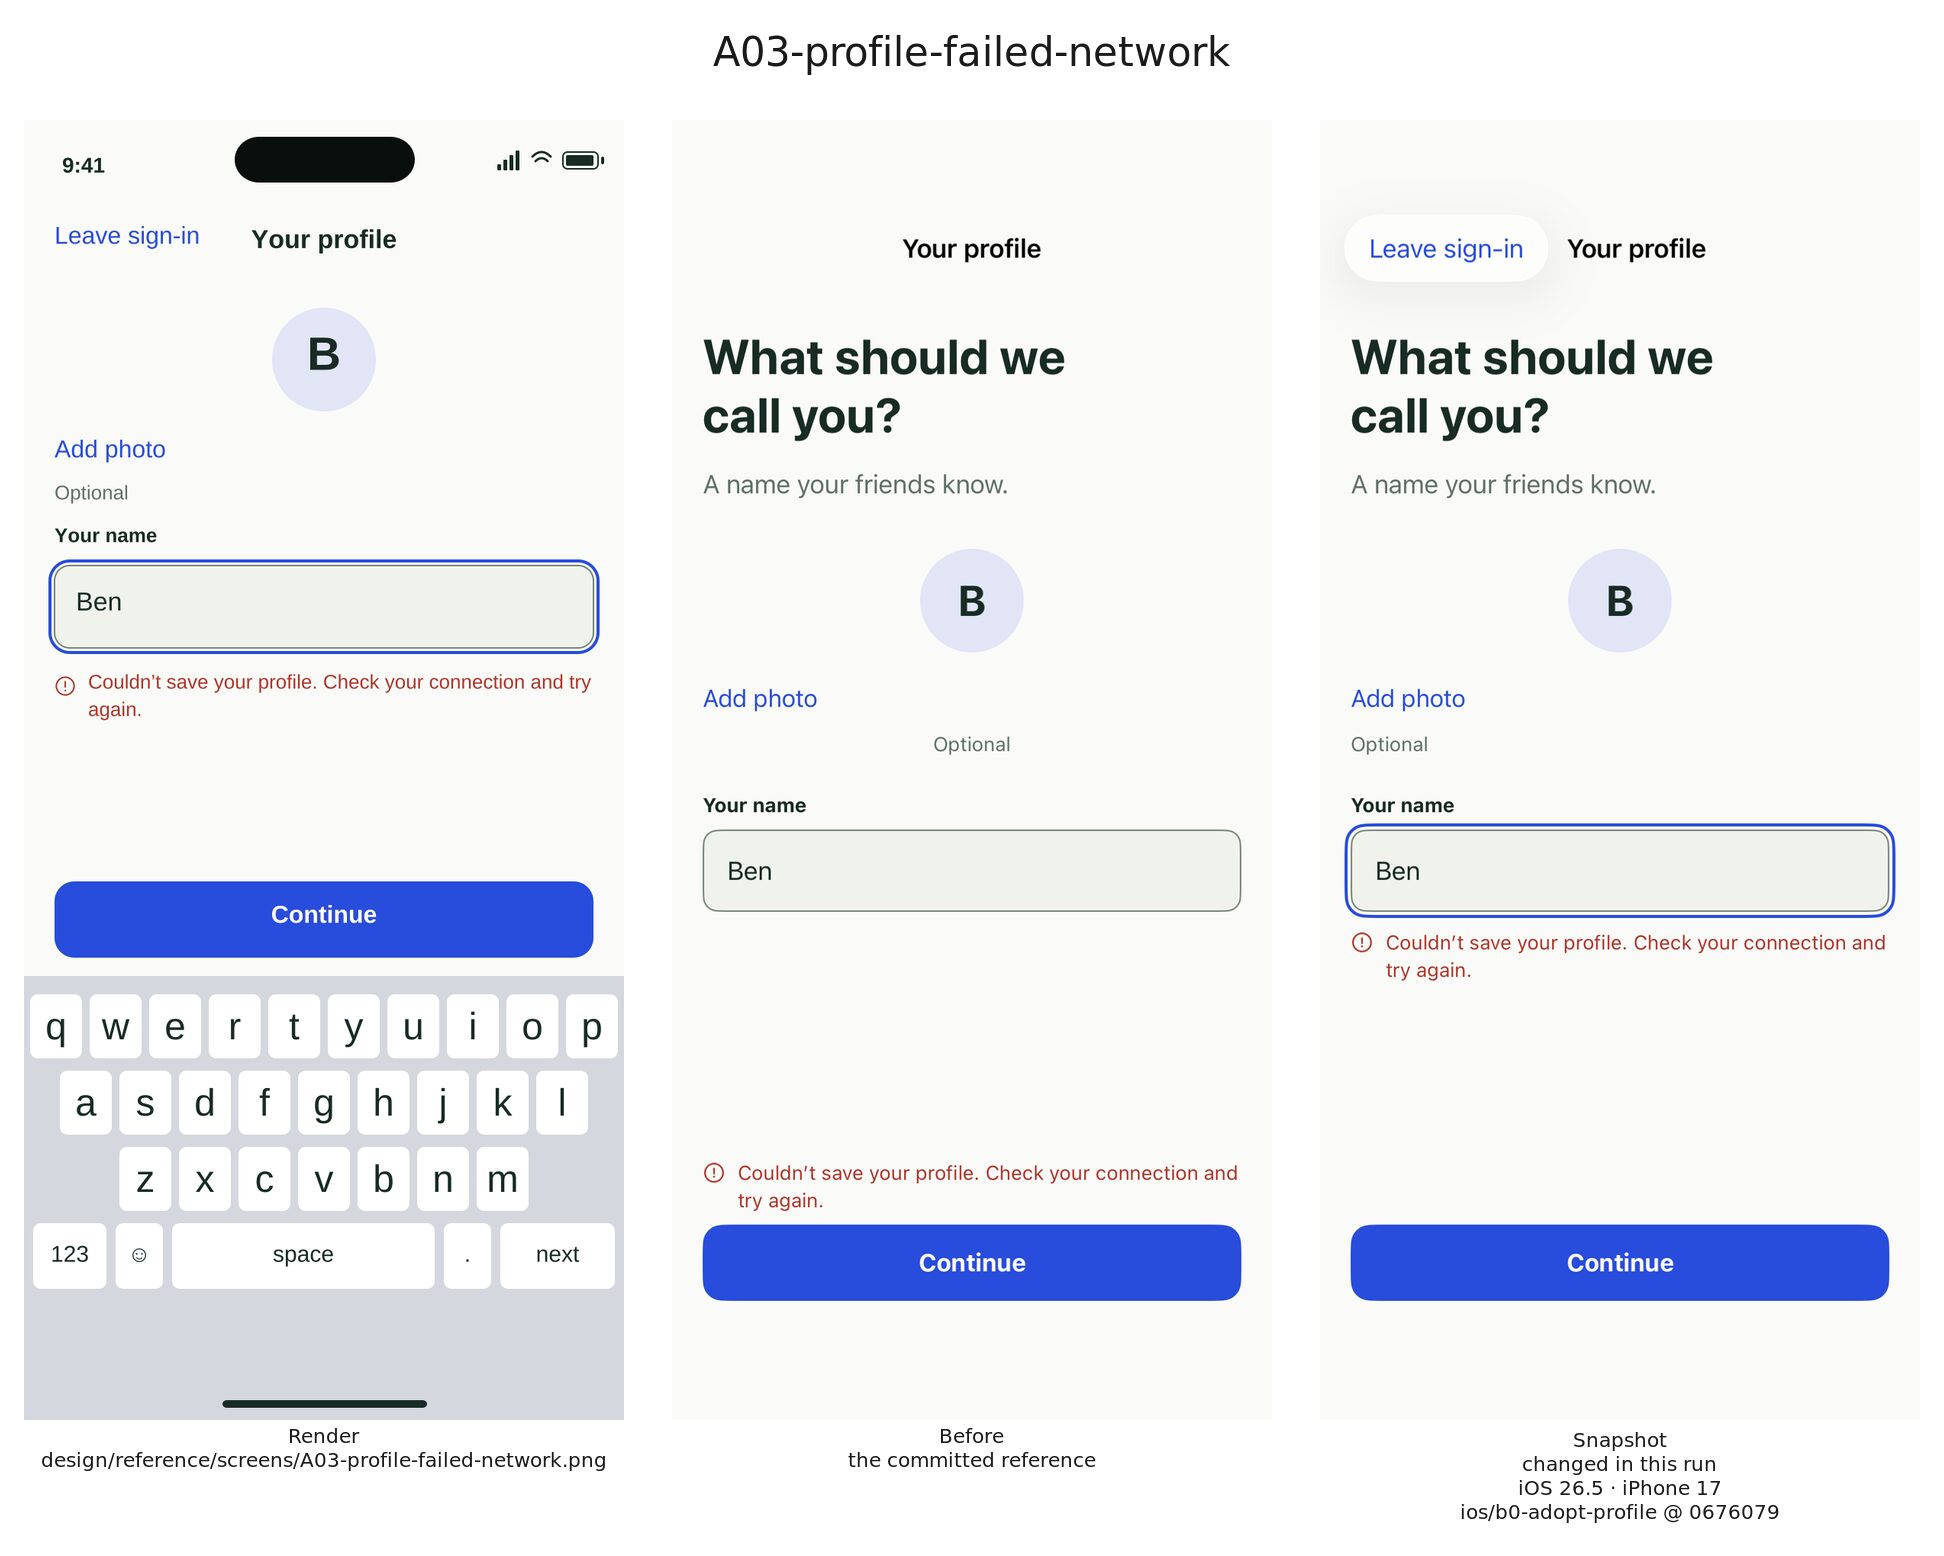 A03-profile-failed-network
9:41
Leave sign-in
Your profile
B
Add photo
Optional
Your name
Ben
Couldn’t save your profile. Check your connection and try
again.
Continue
q w e r t y u i o p
a s d f g h j k l
z x c v b n m
123 ☺ space . next
Render
design/reference/screens/A03-profile-failed-network.png
Your profile
What should we
call you?
A name your friends know.
B
Add photo
Optional
Your name
Ben
Couldn’t save your profile. Check your connection and
try again.
Continue
Before
the committed reference
Leave sign-in
Your profile
What should we
call you?
A name your friends know.
B
Add photo
Optional
Your name
Ben
Couldn’t save your profile. Check your connection and
try again.
Continue
Snapshot
changed in this run
iOS 26.5 · iPhone 17
ios/b0-adopt-profile @ 0676079